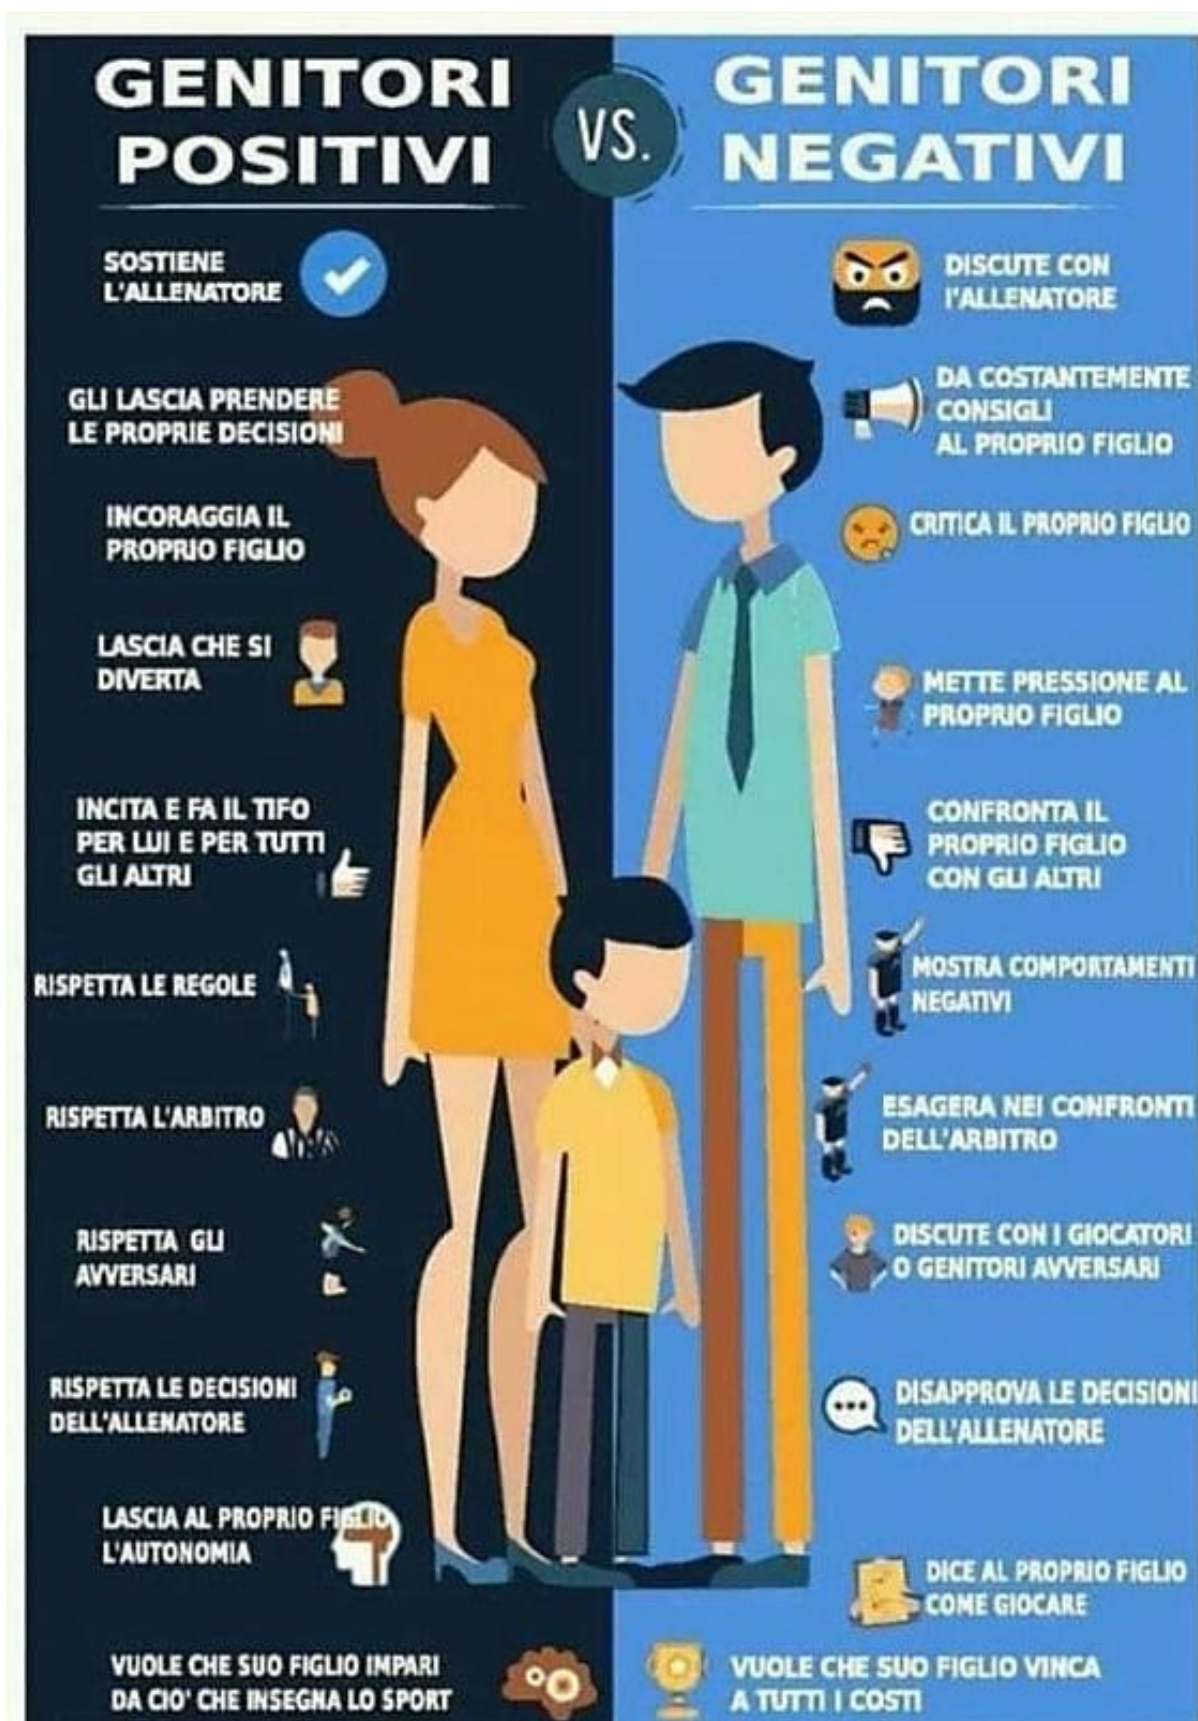 GENITORI
POSITIVI
VS.
GENITORI
NEGATIVI
SOSTIENE
L'ALLENATORE
GLI LASCIA PRENDERE
LE PROPRIE DECISIONI
INCORAGGIA IL
PROPRIO FIGLIO
LASCIA CHE SI
DIVERTA
INCITA E FA IL TIFO
PER LUI E PER TUTTI
GLI ALTRI
RISPETTA LE REGOLE
RISPETTA L'ARBITRO
RISPETTA GLI
AVVERSARI
RISPETTA LE DECISIONI
DELL'ALLENATORE
LASCIA AL PROPRIO FIGLIO
L'AUTONOMIA
VUOLE CHE SUO FIGLIO IMPARI
DA CIO' CHE INSEGNA LO SPORT
DISCUTE CON
l'ALLENATORE
DA COSTANTEMENTE
CONSIGLI
AL PROPRIO FIGLIO
CRITICA IL PROPRIO FIGLIO
METTE PRESSIONE AL
PROPRIO FIGLIO
CONFRONTA IL
PROPRIO FIGLIO
CON GLI ALTRI
MOSTRA COMPORTAMENTI
NEGATIVI
ESAGERA NEI CONFRONTI
DELL'ARBITRO
DISCUTE CON I GIOCATORI
O GENITORI AVVERSARI
DISAPPROVA LE DECISIONI
DELL'ALLENATORE
DICE AL PROPRIO FIGLIO
COME GIOCARE
VUOLE CHE SUO FIGLIO VINCA
A TUTTI I COSTI